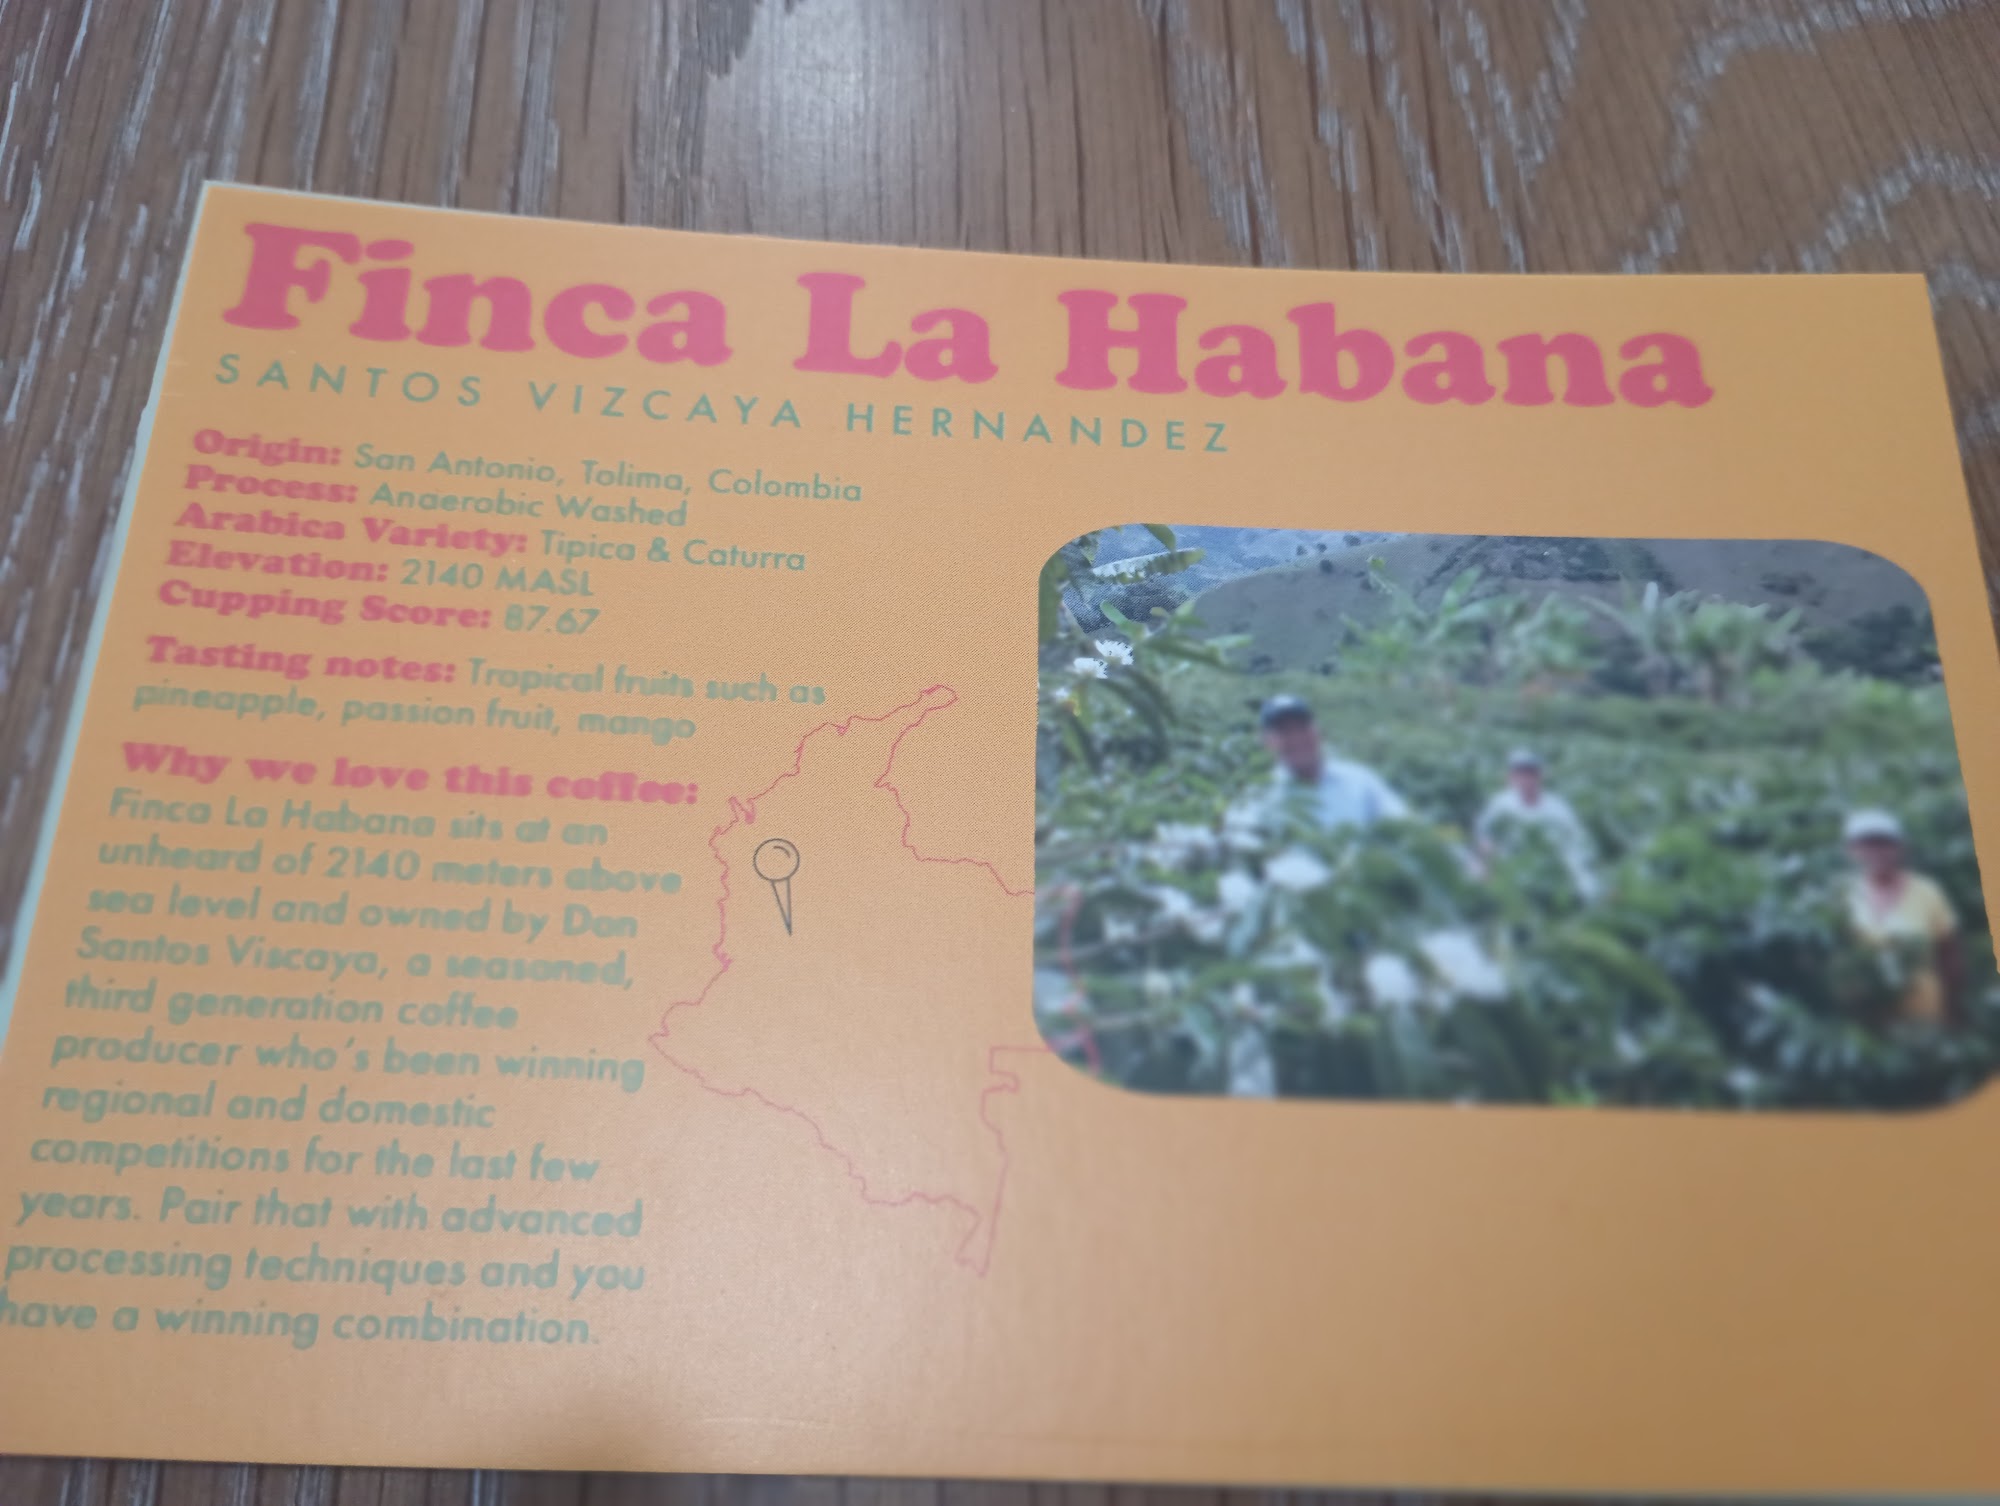 Finca La Habana
SANTOS VIZCAYA HERNANDEZ
Origin: San Antonio, Tolima, Colombia
Process: Anaerobic Washed
Arabica Variety: Tipica & Caturra
Elevation: 2140 MASL
Cupping Score: 87.67
Tasting notes: Tropical fruits such as
pineapple, passion fruit, mango
Why we love this coffee:
Finca La Habana sits at an
unheard of 2140 meters above
sea level and owned by Don
Santos Viscaya, a seasoned,
third generation coffee
producer who's been winning
regional and domestic
competitions for the last few
years. Pair that with advanced
processing techniques and you
have a winning combination.